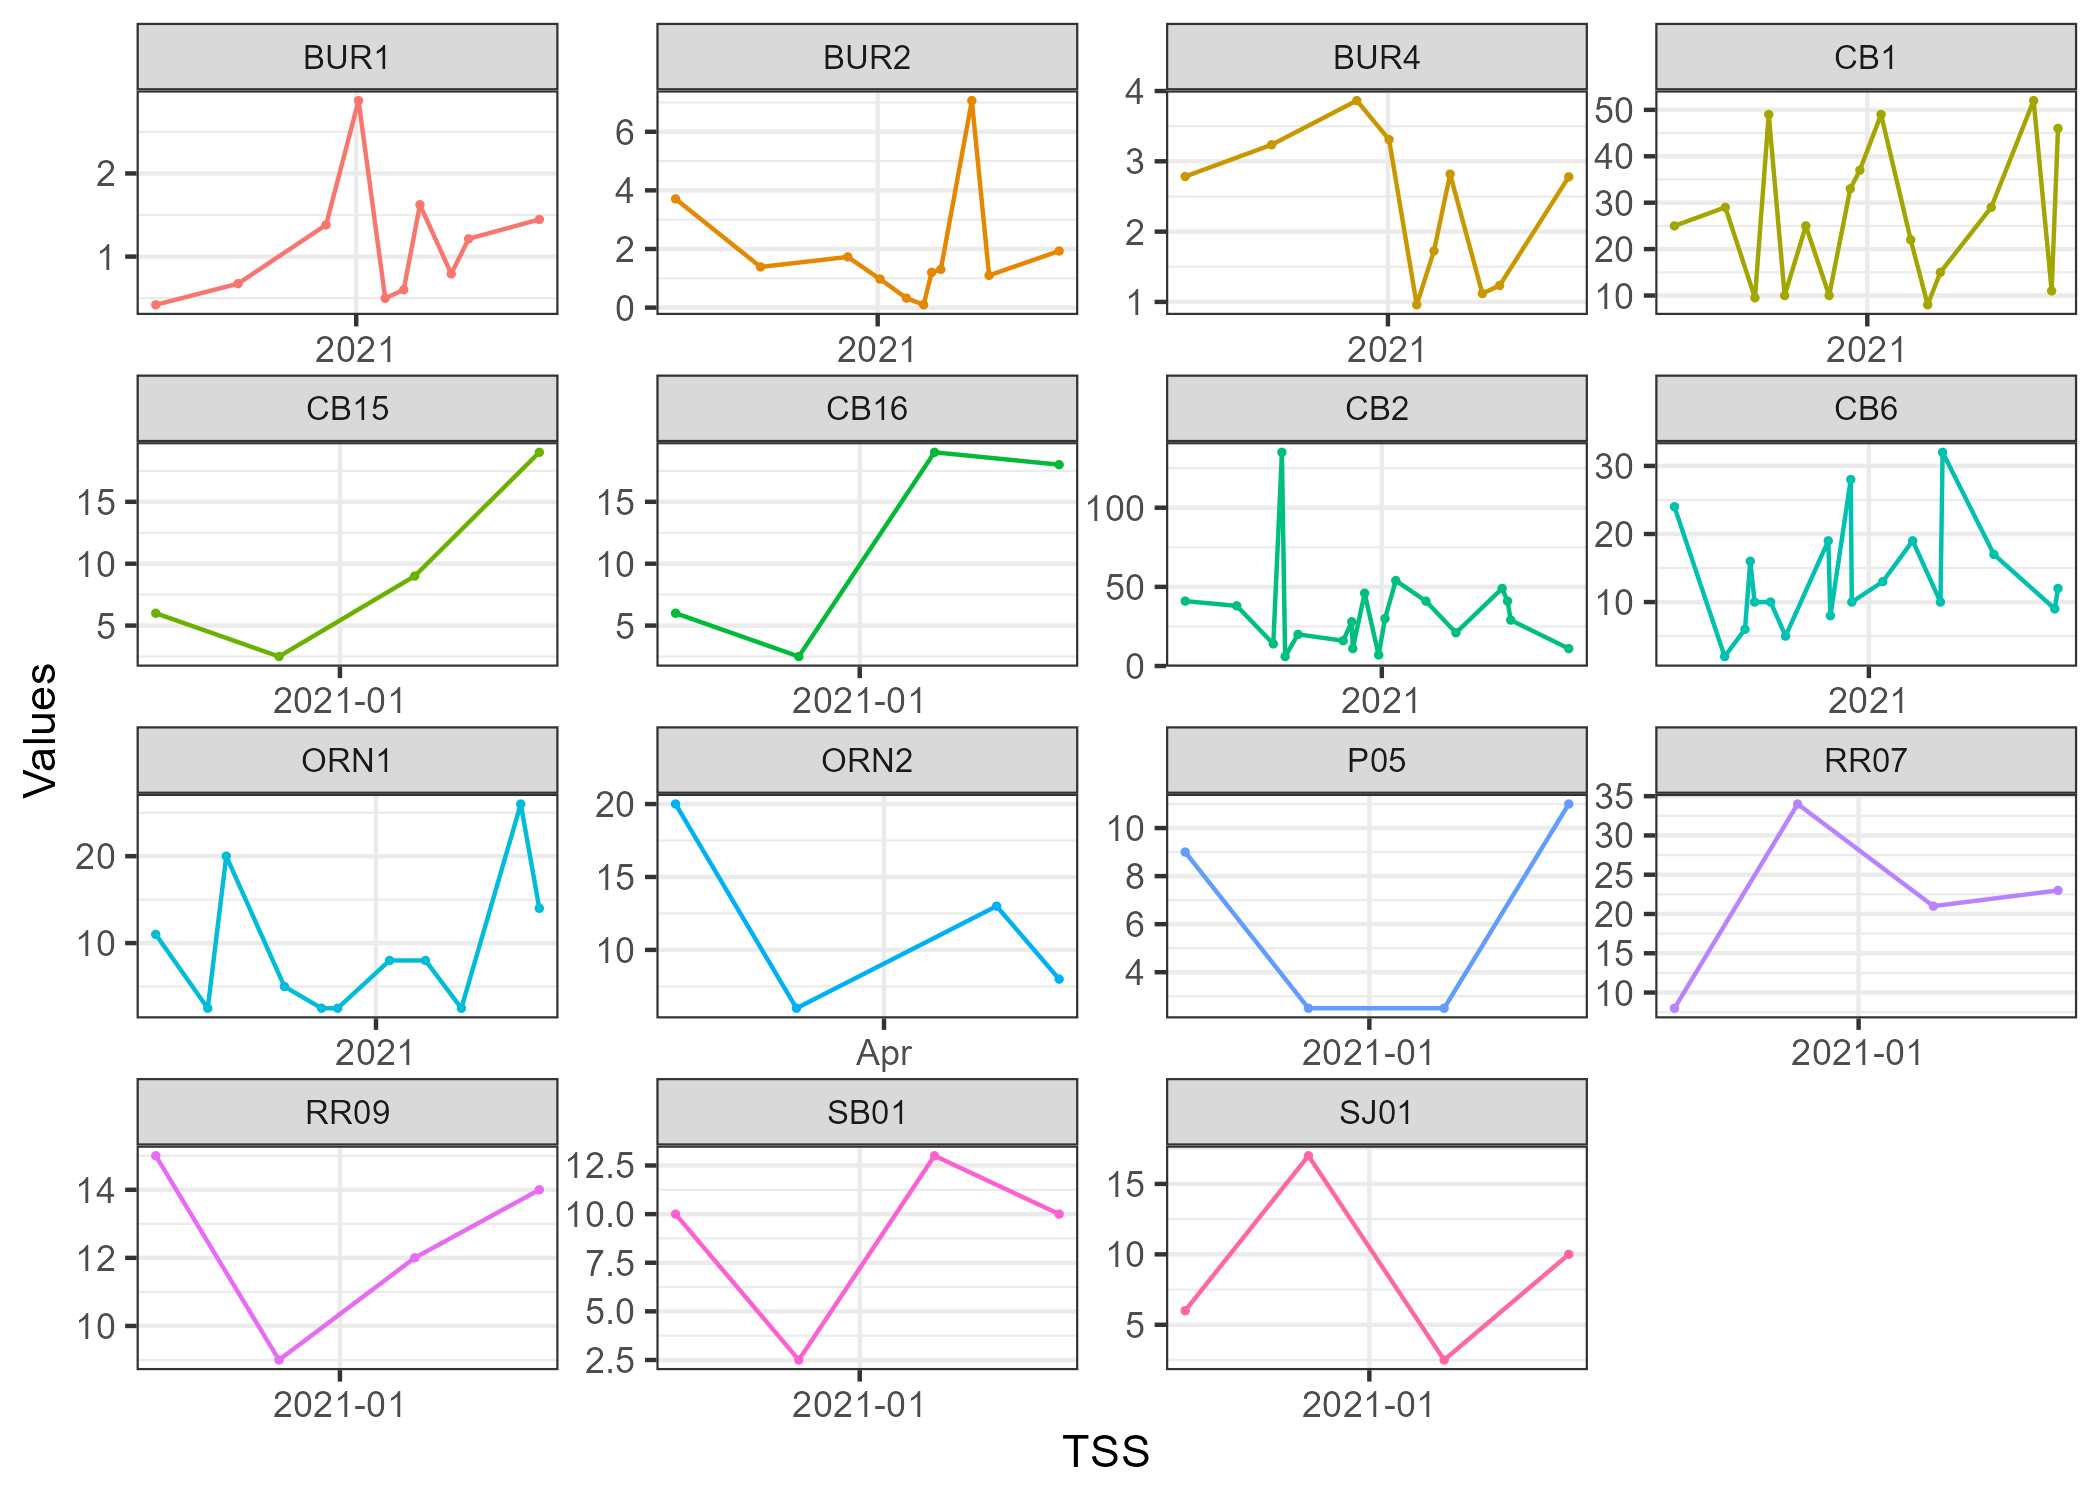 BUR1 BUR2 BUR4 CB1
2 1
6 4 2 0
4 3 2 1
50 40 30 20 10
2021 2021 2021 2021
CB15 CB16 CB2 CB6
15 10 5
15 10 5
100 50 0
30 20 10
2021-01 2021-01 2021 2021
Values
ORN1 ORN2 P05 RR07
20 10
20 15 10
10 8 6 4
35 30 25 20 15 10
2021 Apr 2021-01 2021-01
RR09 SB01 SJ01
14 12 10
12.5 10.0 7.5 5.0 2.5
15 10 5
2021-01 2021-01 2021-01
TSS